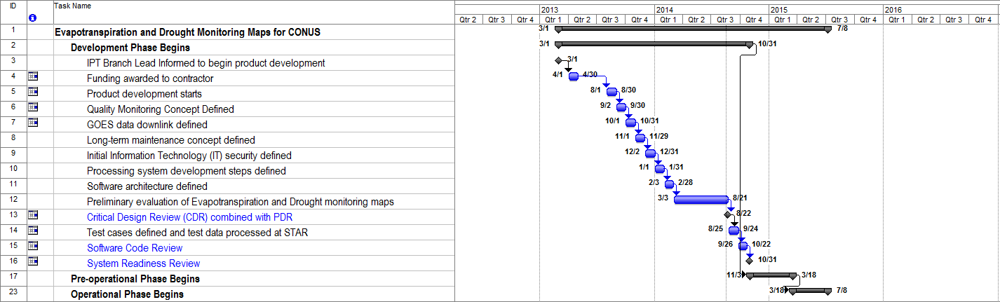 ID Task Name
2013 2014 2015 2016
Qtr 2 Qtr 3 Qtr 4 Qtr 1 Qtr 2 Qtr 3 Qtr 4 Qtr 1 Qtr 2 Qtr 3 Qtr 4 Qtr 1 Qtr 2 Qtr 3 Qtr 4 Qtr 1 Qtr 2 Qtr 3 Qtr 4
1 Evapotranspiration and Drought Monitoring Maps for CONUS 3/1 7/8
2 Development Phase Begins 3/1 10/31
3 IPT Branch Lead Informed to begin product development 3/1
4 Funding awarded to contractor 4/1 4/30
5 Product development starts 8/1 8/30
6 Quality Monitoring Concept Defined 9/2 9/30
7 GOES data downlink defined 10/1 10/31
8 Long-term maintenance concept defined 11/1 11/29
9 Initial Information Technology (IT) security defined 12/2 12/31
10 Processing system development steps defined 1/1 1/31
11 Software architecture defined 2/3 2/28
12 Preliminary evaluation of Evapotranspiration and Drought monitoring maps 3/3 8/21
13 Critical Design Review (CDR) combined with PDR 8/22
14 Test cases defined and test data processed at STAR 8/25 9/24
15 Software Code Review 9/26 10/22
16 System Readiness Review 10/31
17 Pre-operational Phase Begins 11/3 3/18
23 Operational Phase Begins 3/18 7/8